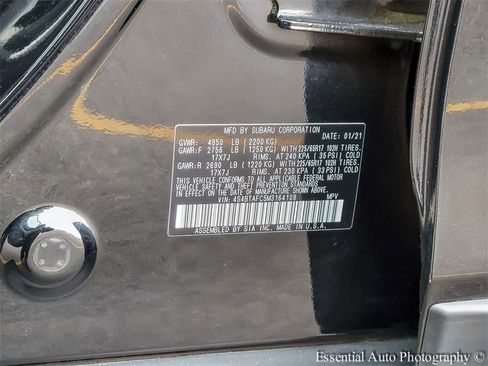 MFD BY SUBARU CORPORATION DATE: 01/21
GVWR: 4850 LB (2200 KG)
GAWR:F 2756 LB (1250 KG) WITH 225/65R17 102H TIRES.
17X7J RIMS. AT 240 KPA ( 35 PSI) COLD
GAWR:R 2690 LB (1220 KG) WITH 225/65R17 102H TIRES.
17X7J RIMS. AT 230 KPA ( 33 PSI) COLD
THIS VEHICLE CONFORMS TO ALL APPLICABLE FEDERAL MOTOR
VEHICLE SAFETY, BUMPER, AND THEFT PREVENTION STANDARDS
IN EFFECT ON THE DATE OF MANUFACTURE SHOWN ABOVE.
VIN: 4S4BTAFC5M3164108 MPV
ASSEMBLED BY SIA INC. IN U.S.A.
Essential Auto Photography ©